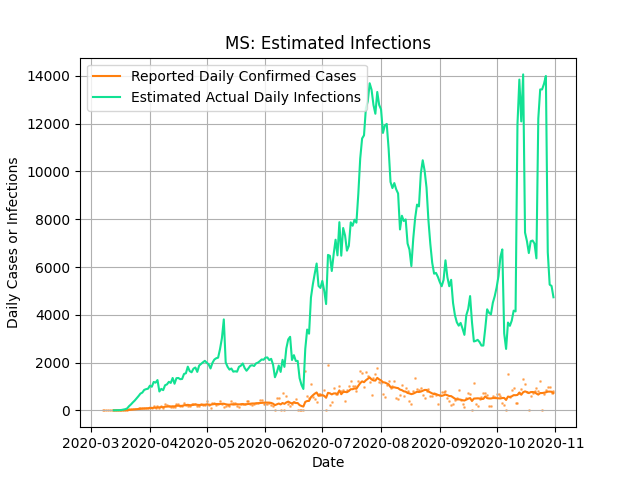 MS: Estimated Infections
Reported Daily Confirmed Cases
Estimated Actual Daily Infections
Daily Cases or Infections
14000
12000
10000
8000
6000
4000
2000
0
2020-03 2020-04 2020-05 2020-06 2020-07 2020-08 2020-09 2020-10 2020-11
Date